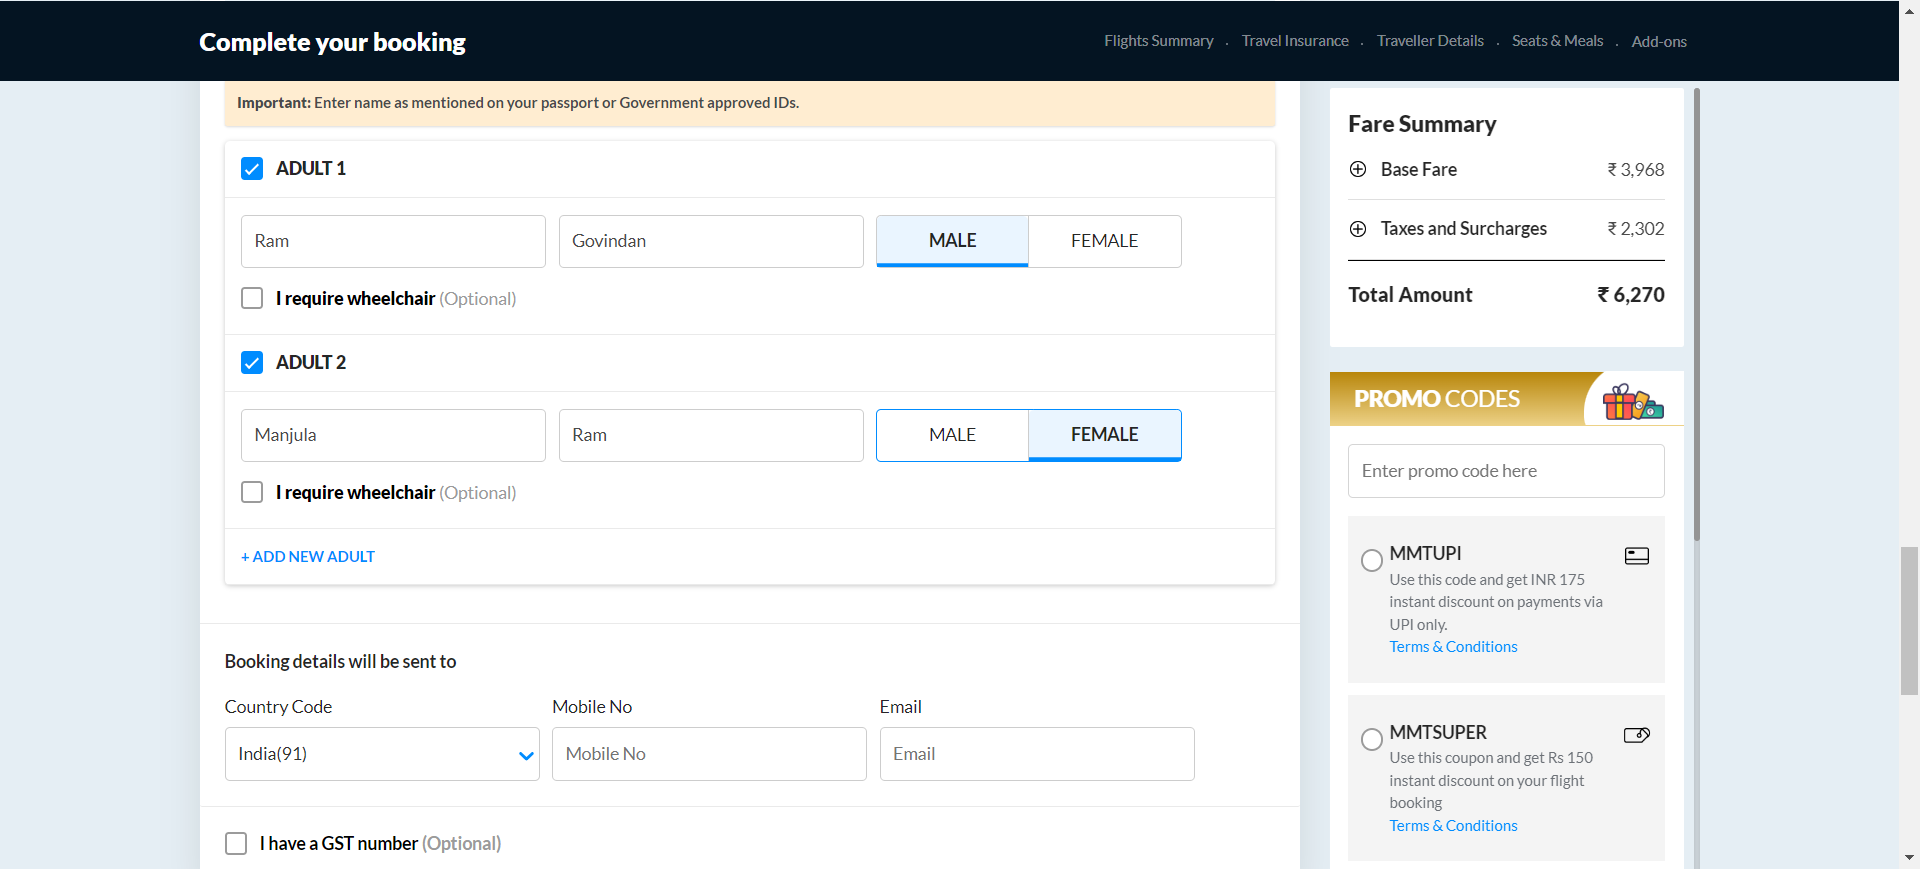 Complete your booking
Flights Summary . Travel Insurance . Traveller Details . Seats & Meals . Add-ons
Important: Enter name as mentioned on your passport or Government approved IDs.
ADULT 1
Ram
Govindan
MALE
FEMALE
I require wheelchair (Optional)
ADULT 2
Manjula
Ram
MALE
FEMALE
I require wheelchair (Optional)
+ ADD NEW ADULT
Booking details will be sent to
Country Code
Mobile No
Email
India(91)
Mobile No
Email
I have a GST number (Optional)
Fare Summary
Base Fare
₹ 3,968
Taxes and Surcharges
₹ 2,302
Total Amount
₹ 6,270
PROMO CODES
Enter promo code here
MMTUPI
Use this code and get INR 175
instant discount on payments via
UPI only.
Terms & Conditions
MMTSUPER
Use this coupon and get Rs 150
instant discount on your flight
booking
Terms & Conditions